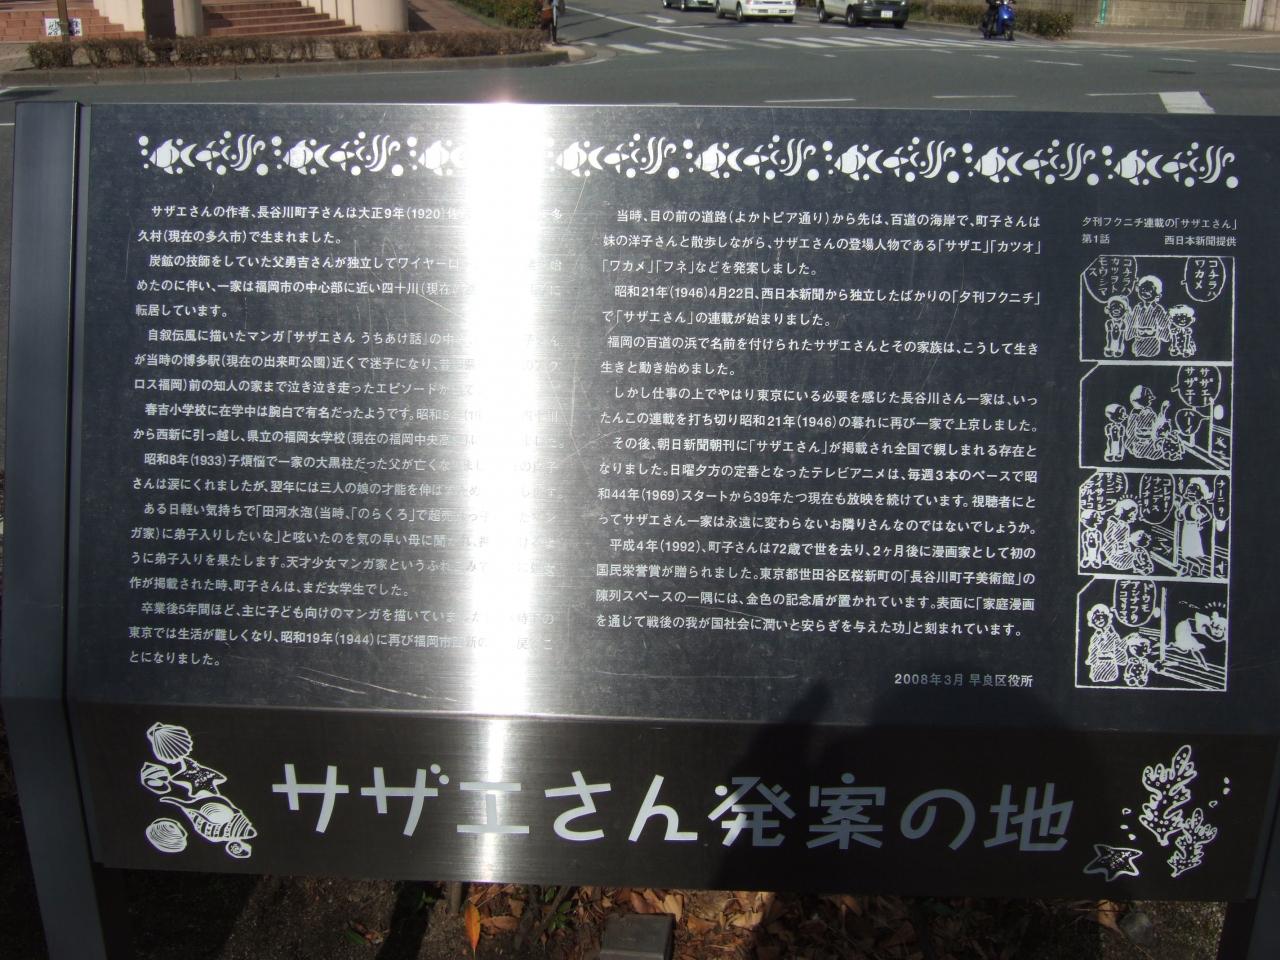 サザエさんの作者、長谷川町子さんは大正9年(1920)
久村(現在の多久市)で生まれました。
炭鉱の技師をしていた父勇吉さんが独立してワイヤーロ
めたのに伴い、一家は福岡市の中心部に近い四十川(現在
転居しています。
自叙伝風に描いたマンガ「サザエさん うちあけ話」の中
が当時の博多駅(現在の出来町公園)近くで迷子になり、
ロス福岡)前の知人の家まで泣き泣き走ったエピソード
春吉小学校に在学中は腕白で有名だったようです。昭和5年
から西新に引っ越し、県立の福岡女学校(現在の福岡中央高
昭和8年(1933)子煩悩で一家の大黒柱だった父が亡くな
さんは涙にくれましたが、翌年には三人の娘の才能を伸ば
ある日軽い気持ちで「田河水泡(当時、「のらくろ」で超売
ガ家)に弟子入りしたいな」と呟いたのを気の早い母に聞
うに弟子入りを果たします。天才少女マンガ家というふれこみで
作が掲載された時、町子さんは、まだ女学生でした。
卒業後5年間ほど、主に子ども向けのマンガを描いていました
東京では生活が難しくなり、昭和19年(1944)に再び福岡市
とになりました。
当時、目の前の道路(よかトピア通り)から先は、百道の海岸で、町子さんは
妹の洋子さんと散歩しながら、サザエさんの登場人物である「サザエ」「カツオ」
「ワカメ」「フネ」などを発案しました。
昭和21年(1946)4月22日、西日本新聞から独立したばかりの「夕刊フクニチ」
で「サザエさん」の連載が始まりました。
福岡の百道の浜で名前を付けられたサザエさんとその家族は、こうして生き
生きと動き始めました。
しかし仕事の上でやはり東京にいる必要を感じた長谷川さん一家は、いっ
たんこの連載を打ち切り昭和21年(1946)の暮れに再び一家で上京しました。
その後、朝日新聞朝刊に「サザエさん」が掲載され全国で親しまれる存在と
なりました。日曜夕方の定番となったテレビアニメは、毎週3本のペースで昭
和44年(1969)スタートから39年たつ現在も放映を続けています。視聴者にと
ってサザエさん一家は永遠に変わらないお隣りさんなのではないでしょうか。
平成4年(1992)、町子さんは72歳で世を去り、2ヶ月後に漫画家として初の
国民栄誉賞が贈られました。東京都世田谷区桜新町の「長谷川町子美術館」の
陳列スペースの一隅には、金色の記念盾が置かれています。表面に「家庭漫画
を通じて戦後の我が国社会に潤いと安らぎを与えた功」と刻まれています。
2008年3月 早良区役所
夕刊フクニチ連載の「サザエさん」
第1話 西日本新聞提供
コチラハ
ワカメ
コチラハ
カツヲト
モウシマ
サザエ!
サザエ!
ナーニ?
サザエさん発案の地